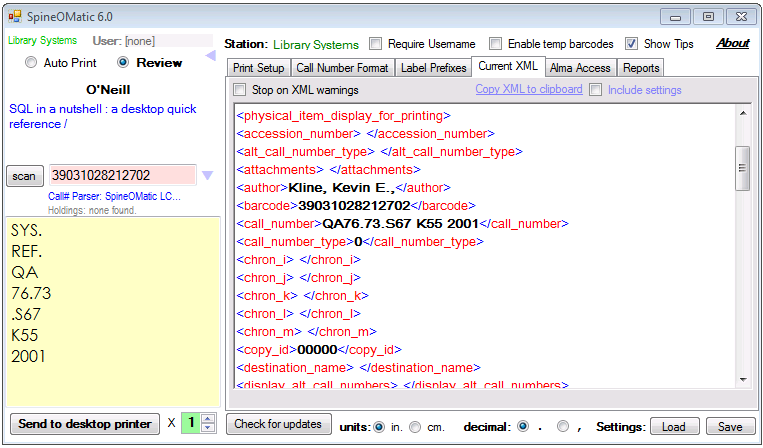 SpineOMatic 6.0
Library Systems User: [none]
Auto Print Review
O'Neill
SQL in a nutshell : a desktop quick
reference /
scan 39031028212702
Call# Parser: SpineOMatic LC...
Holdings: none found.
SYS.
REF.
QA
76.73
.S67
K55
2001
Send to desktop printer X 1
Station: Library Systems Require Username Enable temp barcodes Show Tips About
Print Setup Call Number Format Label Prefixes Current XML Alma Access Reports
Stop on XML warnings Copy XML to clipboard Include settings
<physical_item_display_for_printing>
<accession_number> </accession_number>
<alt_call_number_type> </alt_call_number_type>
<attachments> </attachments>
<author>Kline, Kevin E.,</author>
<barcode>39031028212702</barcode>
<call_number>QA76.73.S67 K55 2001</call_number>
<call_number_type>0</call_number_type>
<chron_i> </chron_i>
<chron_j> </chron_j>
<chron_k> </chron_k>
<chron_l> </chron_l>
<chron_m> </chron_m>
<copy_id>00000</copy_id>
<destination_name> </destination_name>
<display_alt_call_numbers> </display_alt_call_numbers>
Check for updates units: in. cm. decimal: . , Settings: Load Save